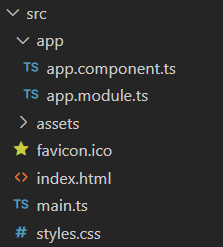 src
app
TS app.component.ts
TS app.module.ts
assets
favicon.ico
<> index.html
TS main.ts
# styles.css